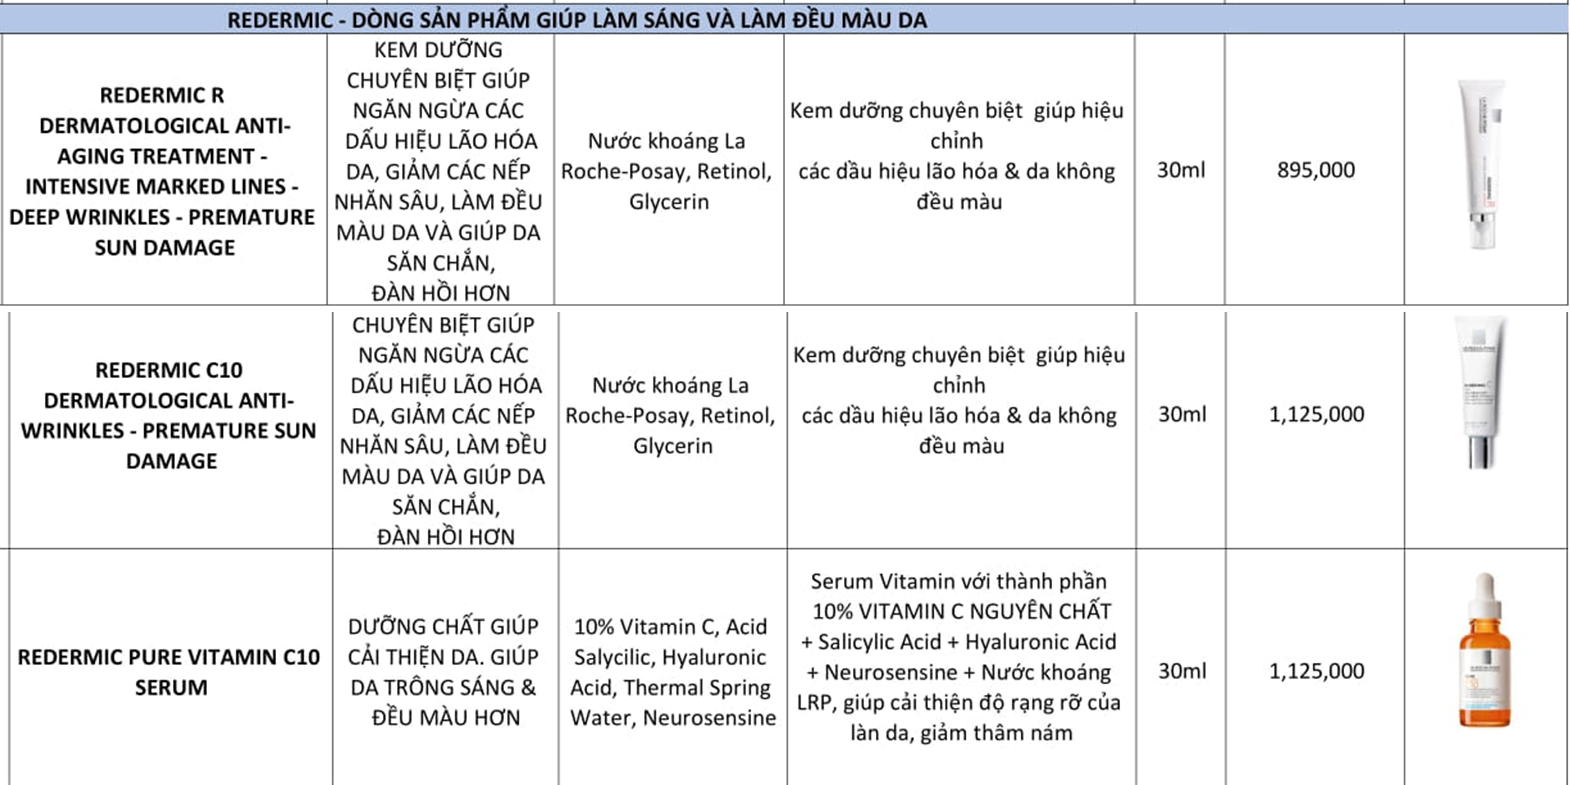 REDERMIC - DÒNG SẢN PHẨM GIÚP LÀM SÁNG VÀ LÀM ĐỀU MÀU DA
REDERMIC R
DERMATOLOGICAL ANTI-
AGING TREATMENT -
INTENSIVE MARKED LINES -
DEEP WRINKLES - PREMATURE
SUN DAMAGE
KEM DƯỠNG
CHUYÊN BIỆT GIÚP
NGĂN NGỪA CÁC
DẤU HIỆU LÃO HÓA
DA, GIẢM CÁC NẾP
NHĂN SÂU, LÀM ĐỀU
MÀU DA VÀ GIÚP DA
SĂN CHẮN,
ĐÀN HỒI HƠN
Nước khoáng La
Roche-Posay, Retinol,
Glycerin
Kem dưỡng chuyên biệt  giúp hiệu
chỉnh
các dầu hiệu lão hóa & da không
đều màu
30ml
895,000
REDERMIC C10
DERMATOLOGICAL ANTI-
WRINKLES - PREMATURE SUN
DAMAGE
CHUYÊN BIỆT GIÚP
NGĂN NGỪA CÁC
DẤU HIỆU LÃO HÓA
DA, GIẢM CÁC NẾP
NHĂN SÂU, LÀM ĐỀU
MÀU DA VÀ GIÚP DA
SĂN CHẮN,
ĐÀN HỒI HƠN
Nước khoáng La
Roche-Posay, Retinol,
Glycerin
Kem dưỡng chuyên biệt  giúp hiệu
chỉnh
các dầu hiệu lão hóa & da không
đều màu
30ml
1,125,000
REDERMIC PURE VITAMIN C10
SERUM
DƯỠNG CHẤT GIÚP
CẢI THIỆN DA. GIÚP
DA TRÔNG SÁNG &
ĐỀU MÀU HƠN
10% Vitamin C, Acid
Salycilic, Hyaluronic
Acid, Thermal Spring
Water, Neurosensine
Serum Vitamin với thành phần
10% VITAMIN C NGUYÊN CHẤT
+ Salicylic Acid + Hyaluronic Acid
+ Neurosensine + Nước khoáng
LRP, giúp cải thiện độ rạng rỡ của
làn da, giảm thâm nám
30ml
1,125,000